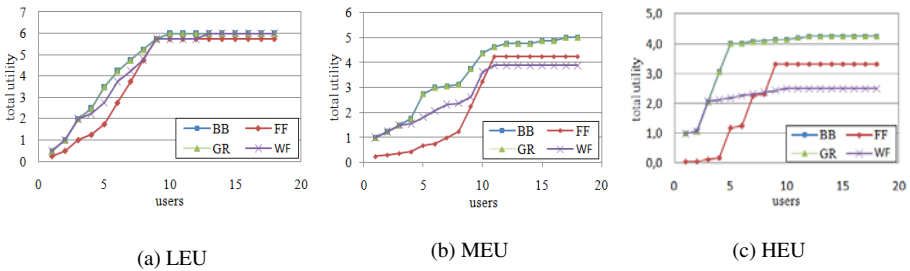 7
6
5
4
3
2
1
0
total utility
BB
FF
GR
WF
0
5
10
15
20
users
(a) LEU
6
5
4
3
2
1
0
total utility
BB
FF
GR
WF
0
5
10
15
20
users
(b) MEU
5,0
4,0
3,0
2,0
1,0
0,0
total utility
BB
FF
GR
WF
0
5
10
15
20
users
(c) HEU